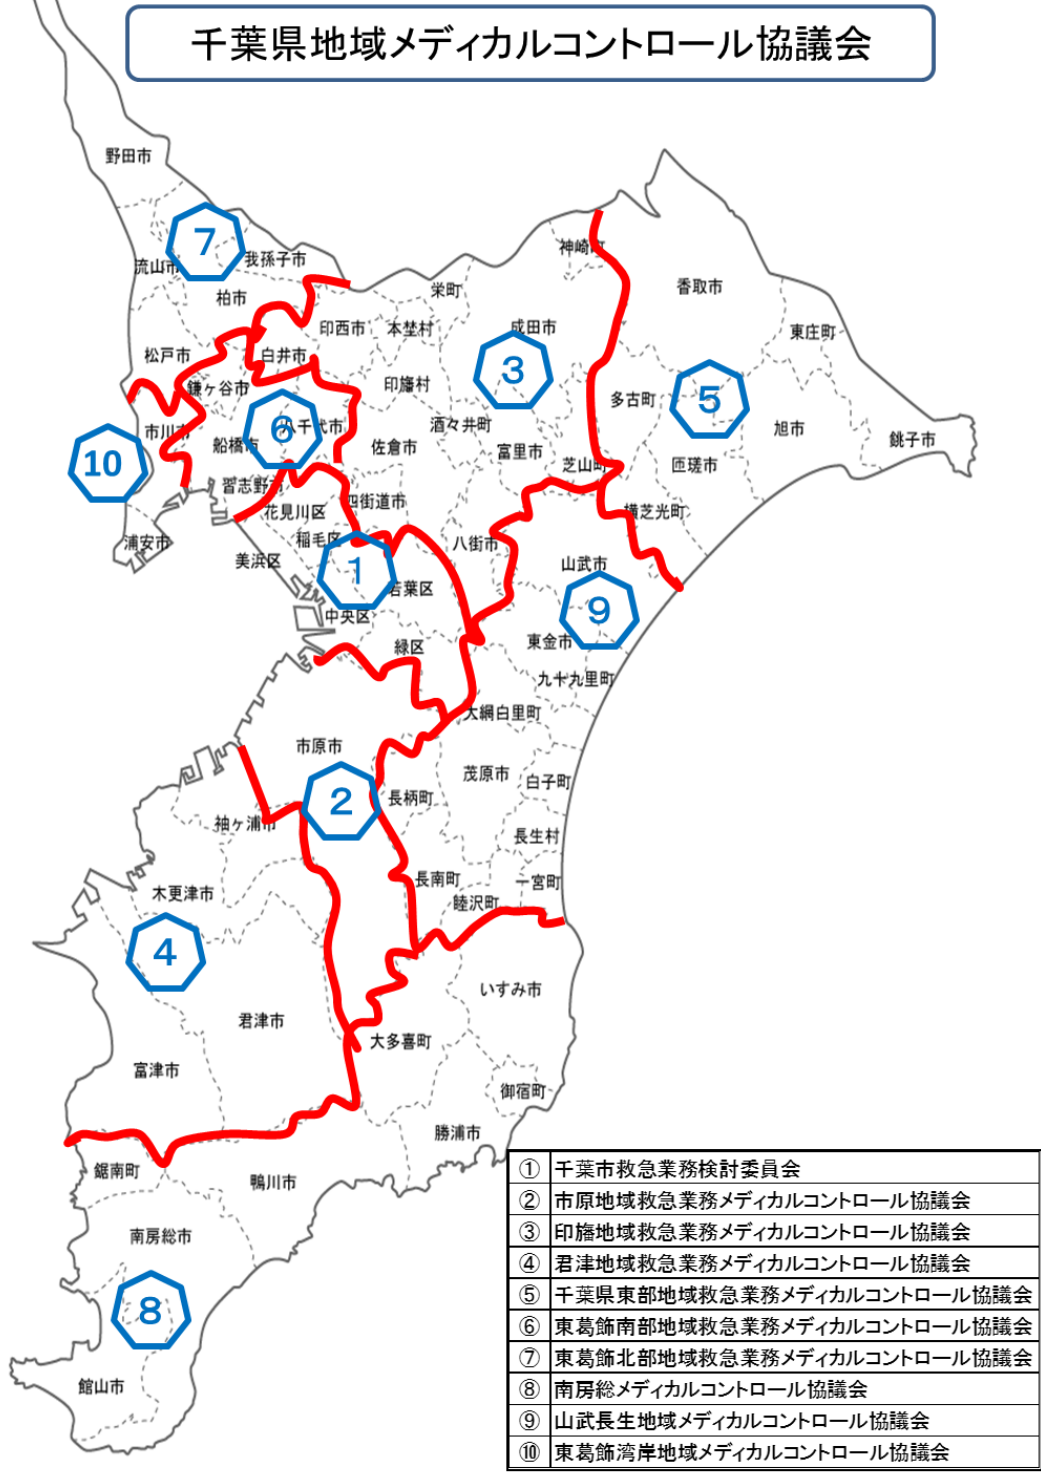 千葉県地域メディカルコントロール協議会
野田市
7
流山市
我孫子市
柏市
神崎町
栄町
香取市
印西市
本埜村
成田市
東庄町
松戸市
白井市
3
鎌ヶ谷市
印旛村
多古町
5
市川市
6
八千代市
酒々井町
旭市
船橋市
佐倉市
富里市
銚子市
10
芝山町
匝瑳市
習志野市
四街道市
花見川区
横芝光町
浦安市
稲毛区
八街市
美浜区
1
山武市
若葉区
9
中央区
緑区
東金市
九十九里町
大網白里町
市原市
茂原市
白子町
2
長柄町
袖ヶ浦市
長生村
木更津市
長南町
一宮町
睦沢町
4
いすみ市
君津市
大多喜町
富津市
御宿町
勝浦市
鋸南町
鴨川市
南房総市
8
館山市
① 千葉市救急業務検討委員会
② 市原地域救急業務メディカルコントロール協議会
③ 印旛地域救急業務メディカルコントロール協議会
④ 君津地域救急業務メディカルコントロール協議会
⑤ 千葉県東部地域救急業務メディカルコントロール協議会
⑥ 東葛飾南部地域救急業務メディカルコントロール協議会
⑦ 東葛飾北部地域救急業務メディカルコントロール協議会
⑧ 南房総メディカルコントロール協議会
⑨ 山武長生地域メディカルコントロール協議会
⑩ 東葛飾湾岸地域メディカルコントロール協議会